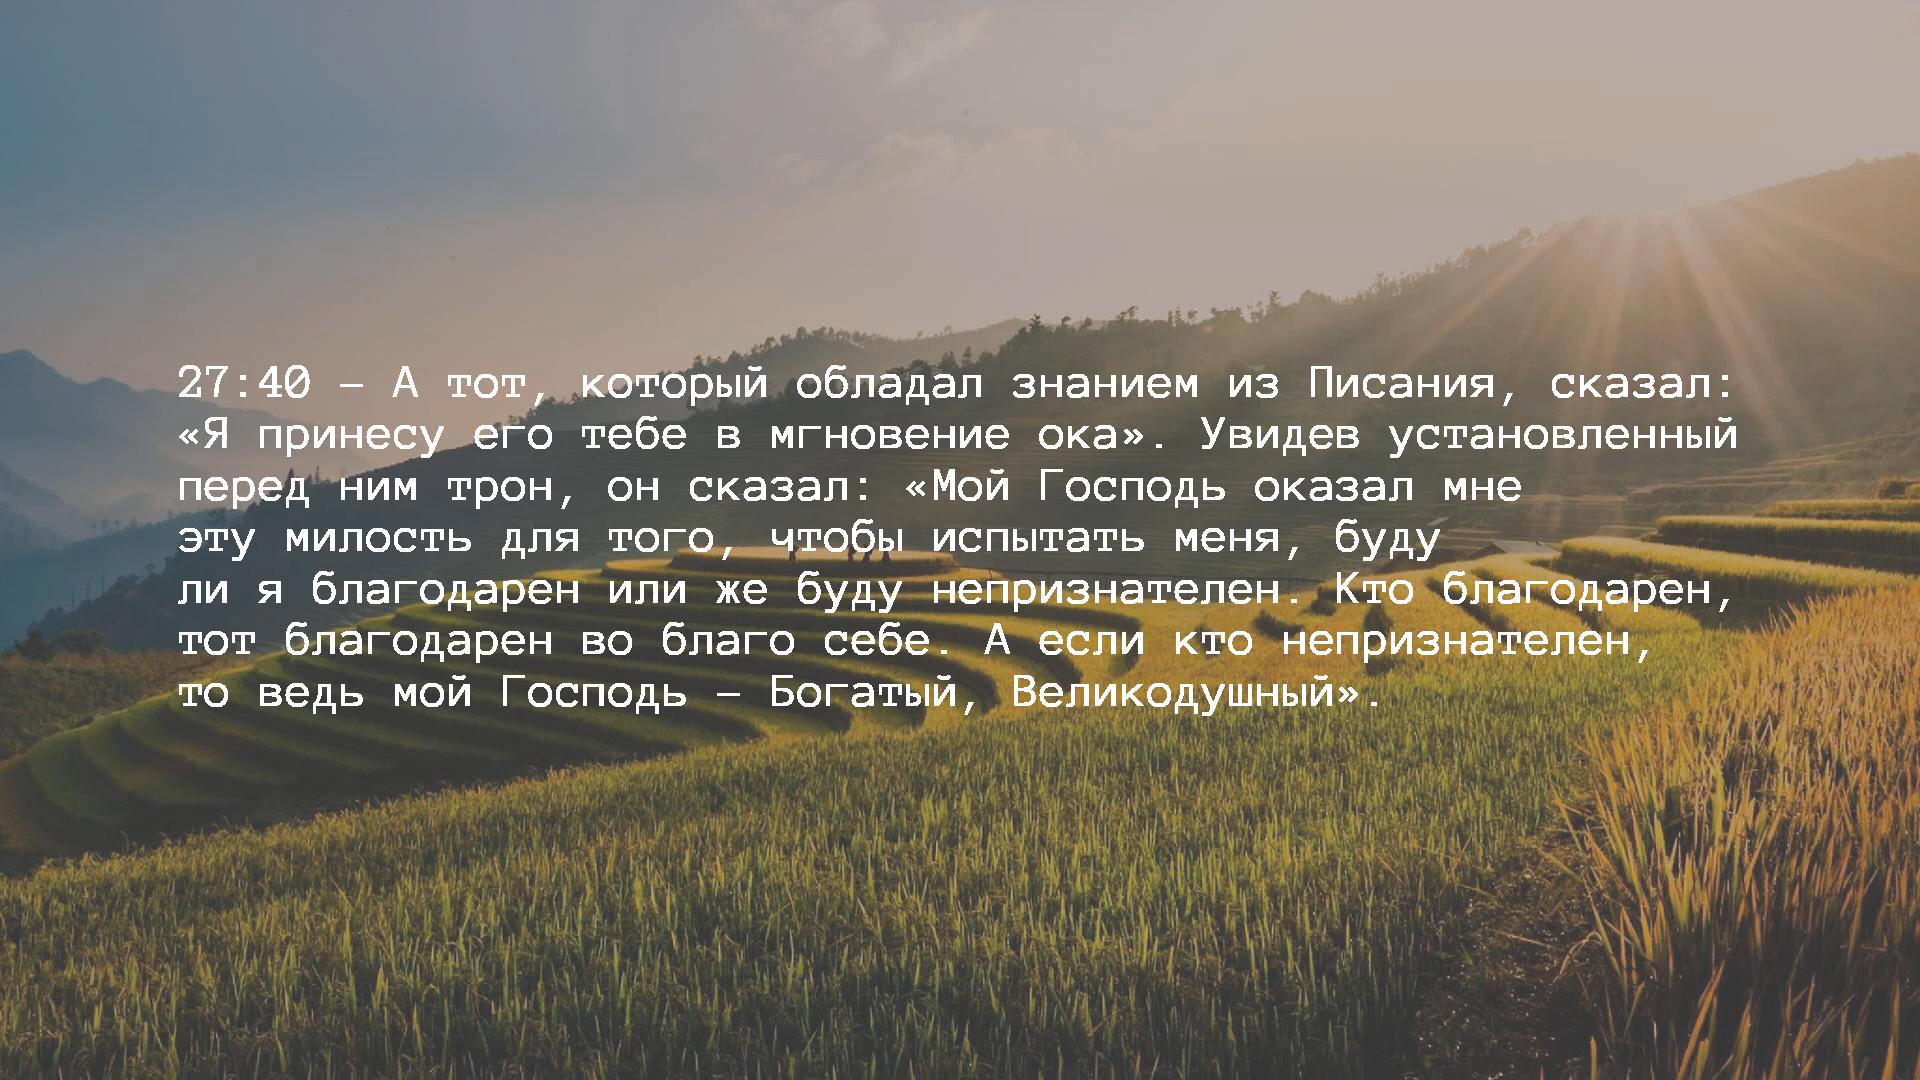 27:40 – А тот, который обладал знанием из Писания, сказал:
«Я принесу его тебе в мгновение ока». Увидев установленный
перед ним трон, он сказал: «Мой Господь оказал мне
эту милость для того, чтобы испытать меня, буду
ли я благодарен или же буду непризнателен. Кто благодарен,
тот благодарен во благо себе. А если кто непризнателен,
то ведь мой Господь – Богатый, Великодушный».